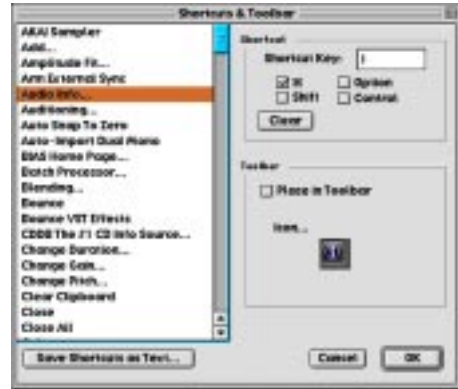 Shortcuts & Toolbar
AKAI Sampler
Add...
Amplitude Fit...
Arm External Sync
Audio Info...
Auditioning...
Auto Snap To Zero
Auto-Import Dual Mono
BIAS Home Page...
Batch Processor...
Blending...
Bounce
Bounce VST Effects
CDDB The #1 CD Info Source...
Change Duration...
Change Gain...
Change Pitch...
Clear Clipboard
Close
Close All
Save Shortcuts as Text...
Shortcut
Shortcut Key:
⌘
Option
Shift
Control
Clear
Toolbar
Place in Toolbar
Icon...
Cancel
OK